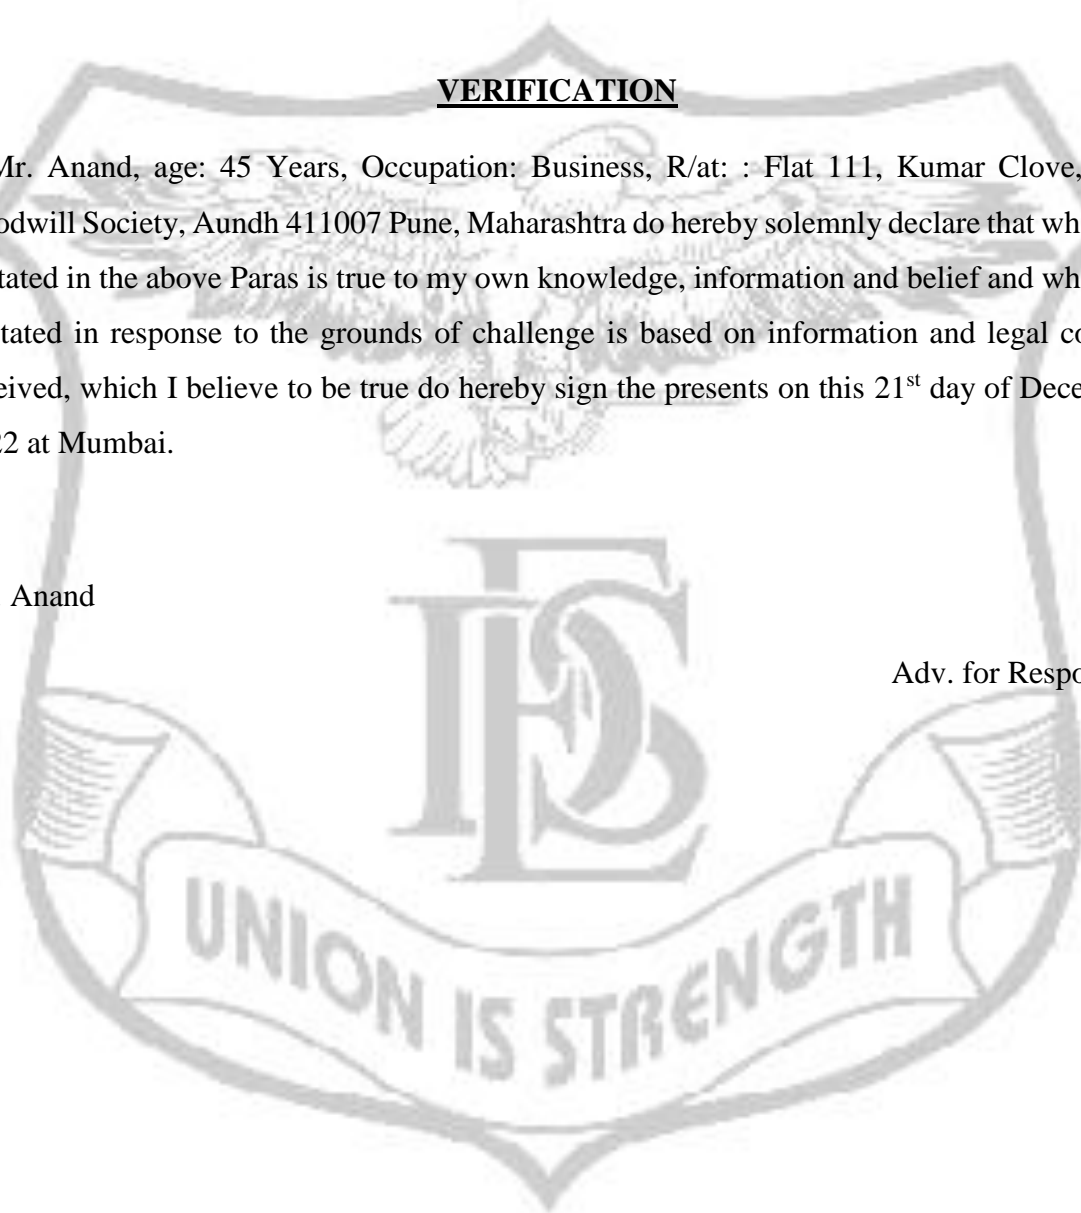 VERIFICATION
Mr. Anand, age: 45 Years, Occupation: Business, R/at: : Flat 111, Kumar Clove,
odwill Society, Aundh 411007 Pune, Maharashtra do hereby solemnly declare that wh
tated in the above Paras is true to my own knowledge, information and belief and wh
tated in response to the grounds of challenge is based on information and legal co
eived, which I believe to be true do hereby sign the presents on this 21st day of Dece
22 at Mumbai.
Anand
Adv. for Respo
DES
UNION IS STRENGTH